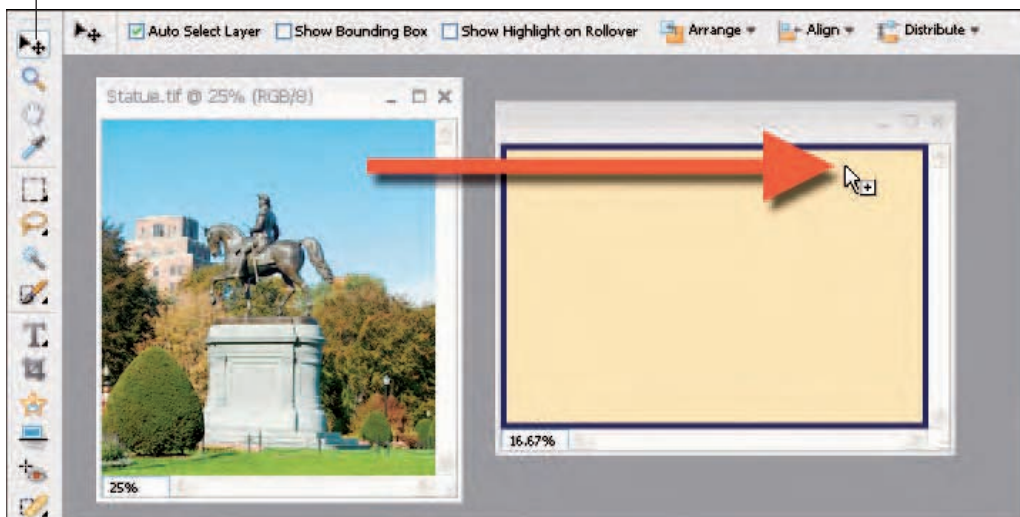 Auto Select Layer Show Bounding Box Show Highlight on Rollover Arrange Align Distribute
Statue.tif @ 25% (RGB/8)
25%
16.67%